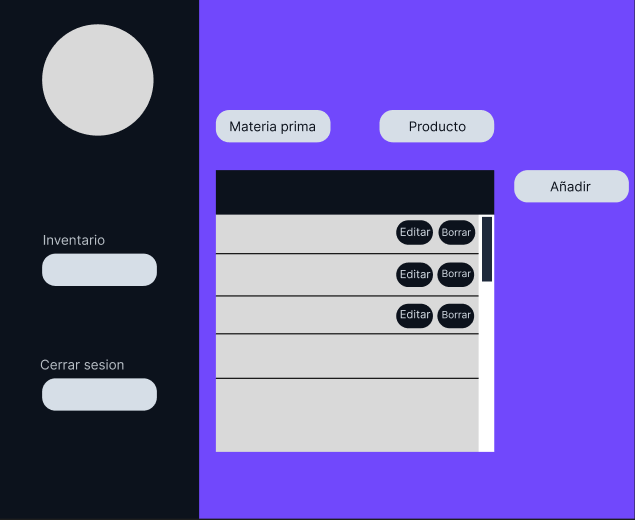 Materia prima
Producto
Añadir
Inventario
Editar Borrar
Editar Borrar
Editar Borrar
Cerrar sesion